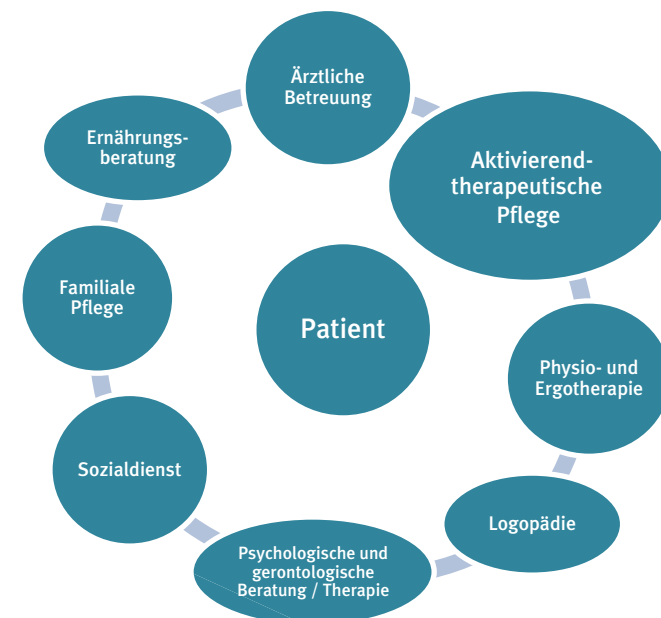 Ärztliche
Betreuung
Aktivierend-
therapeutische
Pflege
Physio- und
Ergotherapie
Logopädie
Psychologische und
gerontologische
Beratung / Therapie
Sozialdienst
Familiale
Pflege
Ernährungs-
beratung
Patient